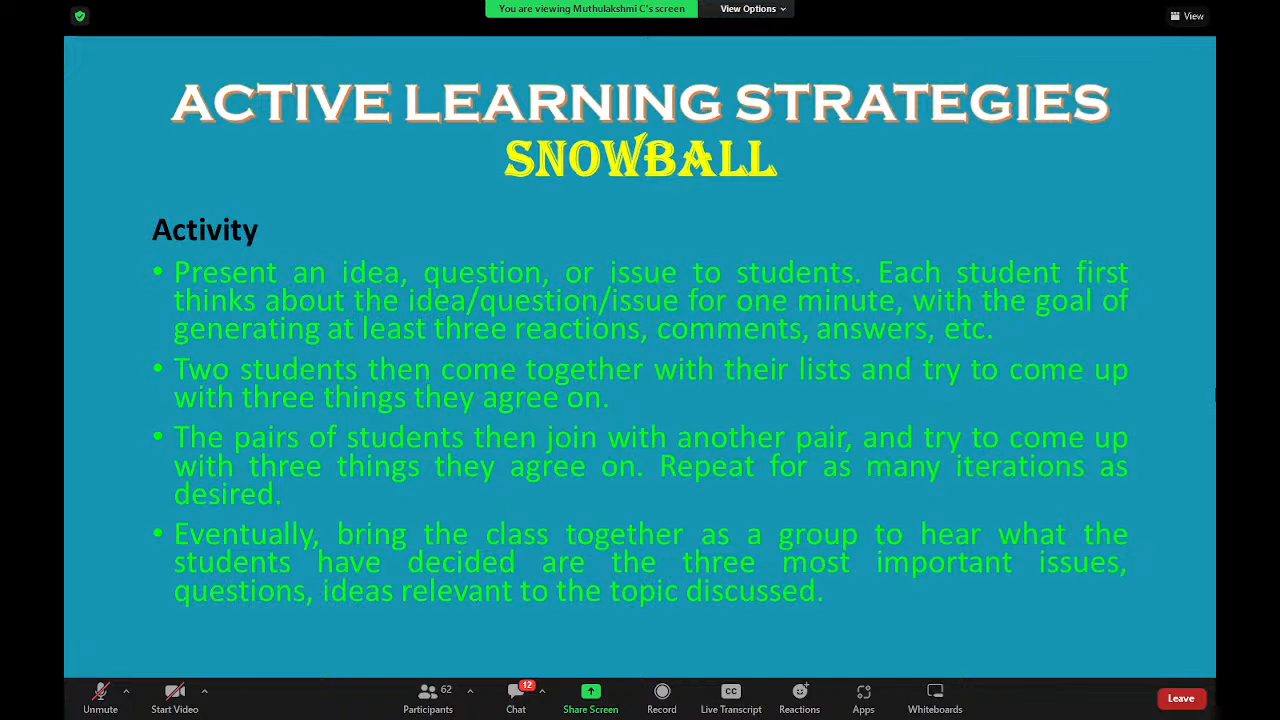 You are viewing Muthulakshmi C's screen
View Options
View
ACTIVE LEARNING STRATEGIES
SNOWBALL
Activity
• Present an idea, question, or issue to students. Each student first
thinks about the idea/question/issue for one minute, with the goal of
generating at least three reactions, comments, answers, etc.
• Two students then come together with their lists and try to come up
with three things they agree on.
• The pairs of students then join with another pair, and try to come up
with three things they agree on. Repeat for as many iterations as
desired.
• Eventually, bring the class together as a group to hear what the
students have decided are the three most important issues,
questions, ideas relevant to the topic discussed.
62
12
CC
Unmute
Start Video
Participants
Chat
Share Screen
Record
Live Transcript
Reactions
Apps
Whiteboards
Leave